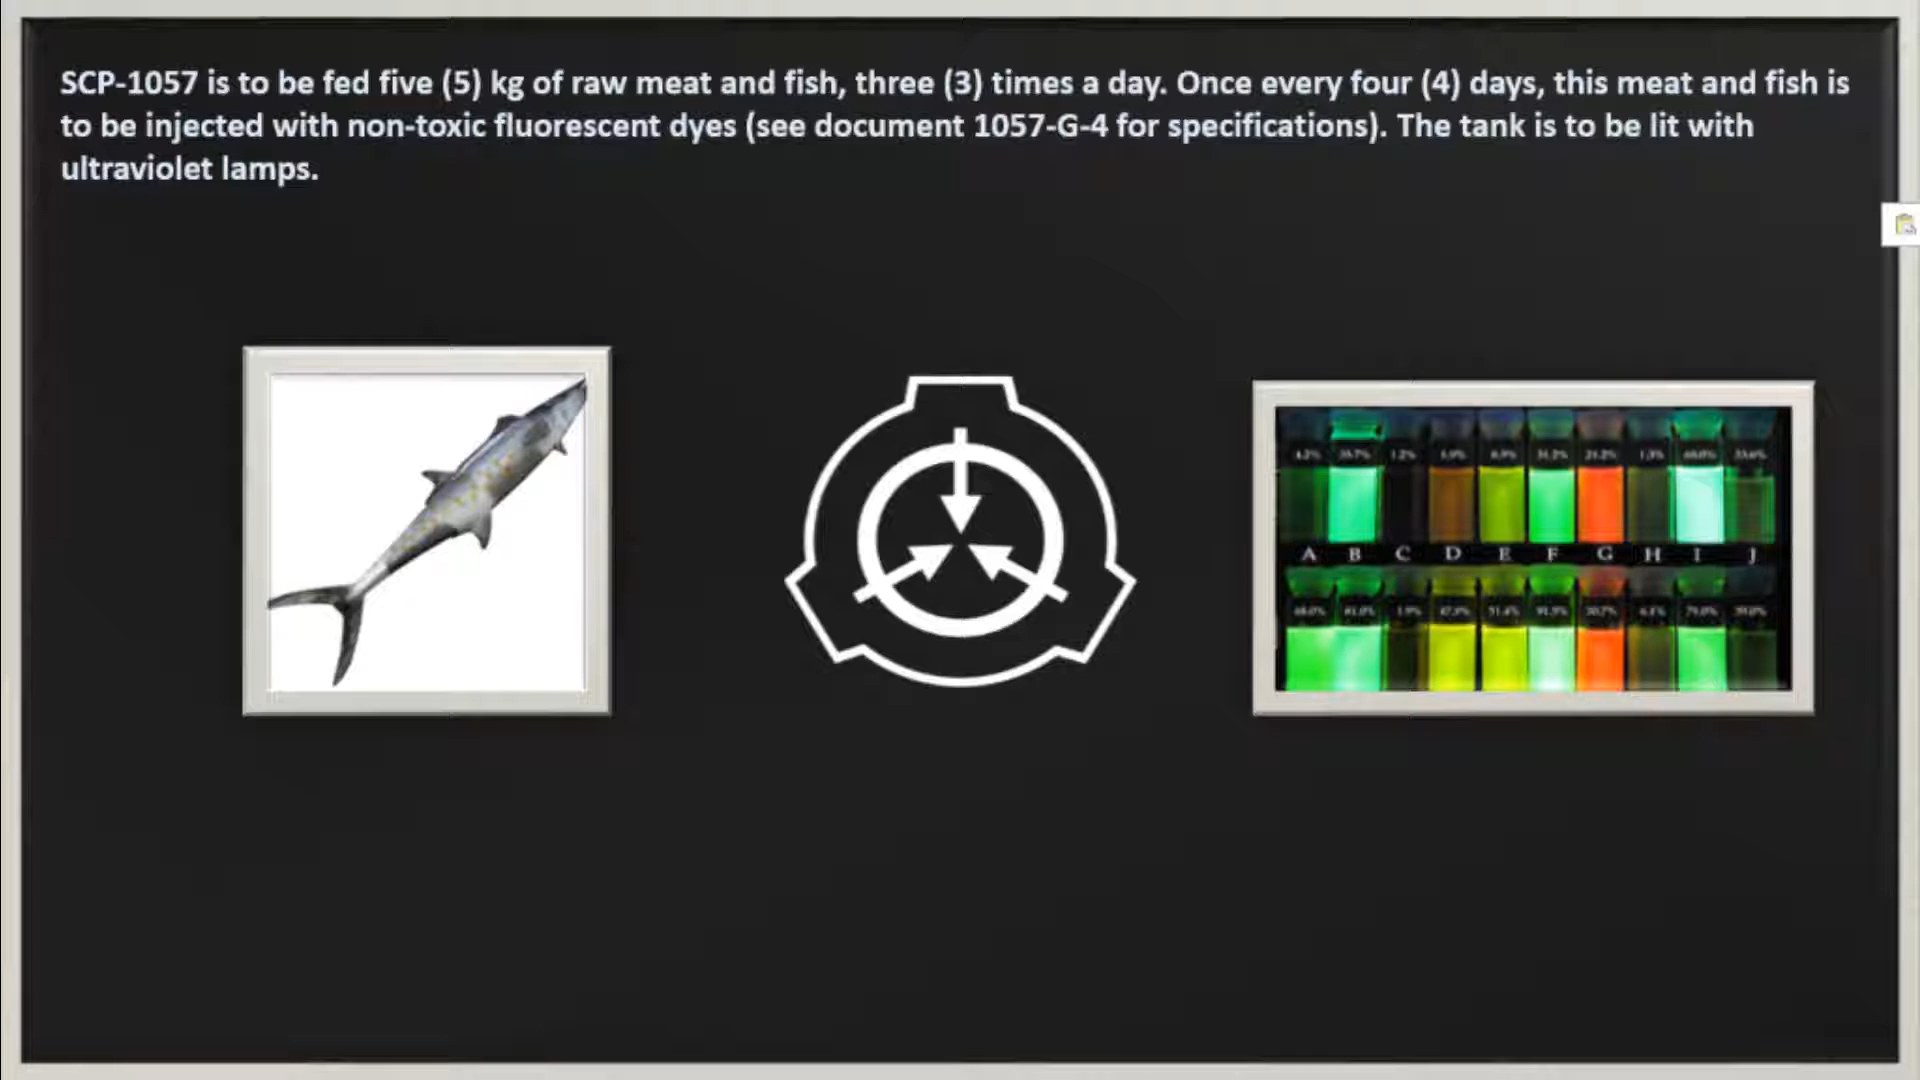 SCP-1057 is to be fed five (5) kg of raw meat and fish, three (3) times a day. Once every four (4) days, this meat and fish is
to be injected with non-toxic fluorescent dyes (see document 1057-G-4 for specifications). The tank is to be lit with
ultraviolet lamps.
A B C D E F G H I J